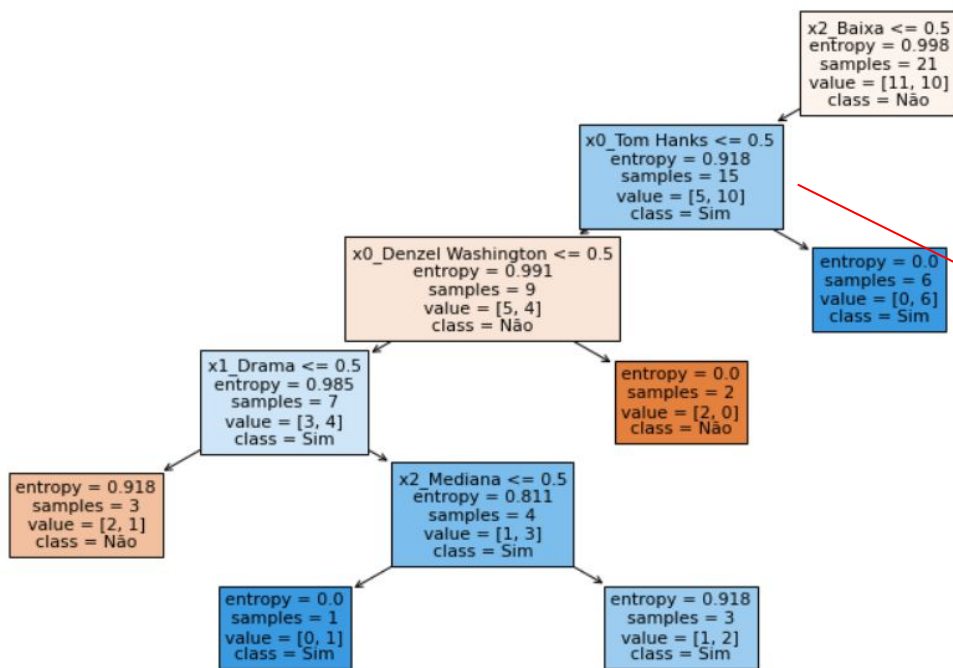 x2_Baixa <= 0.5
entropy = 0.998
samples = 21
value = [11, 10]
class = Não
x0_Tom Hanks <= 0.5
entropy = 0.918
samples = 15
value = [5, 10]
class = Sim
x0_Denzel Washington <= 0.5
entropy = 0.991
samples = 9
value = [5, 4]
class = Não
entropy = 0.0
samples = 6
value = [0, 6]
class = Sim
x1_Drama <= 0.5
entropy = 0.985
samples = 7
value = [3, 4]
class = Sim
entropy = 0.0
samples = 2
value = [2, 0]
class = Não
entropy = 0.918
samples = 3
value = [2, 1]
class = Não
x2_Mediana <= 0.5
entropy = 0.811
samples = 4
value = [1, 3]
class = Sim
entropy = 0.0
samples = 1
value = [0, 1]
class = Sim
entropy = 0.918
samples = 3
value = [1, 2]
class = Sim